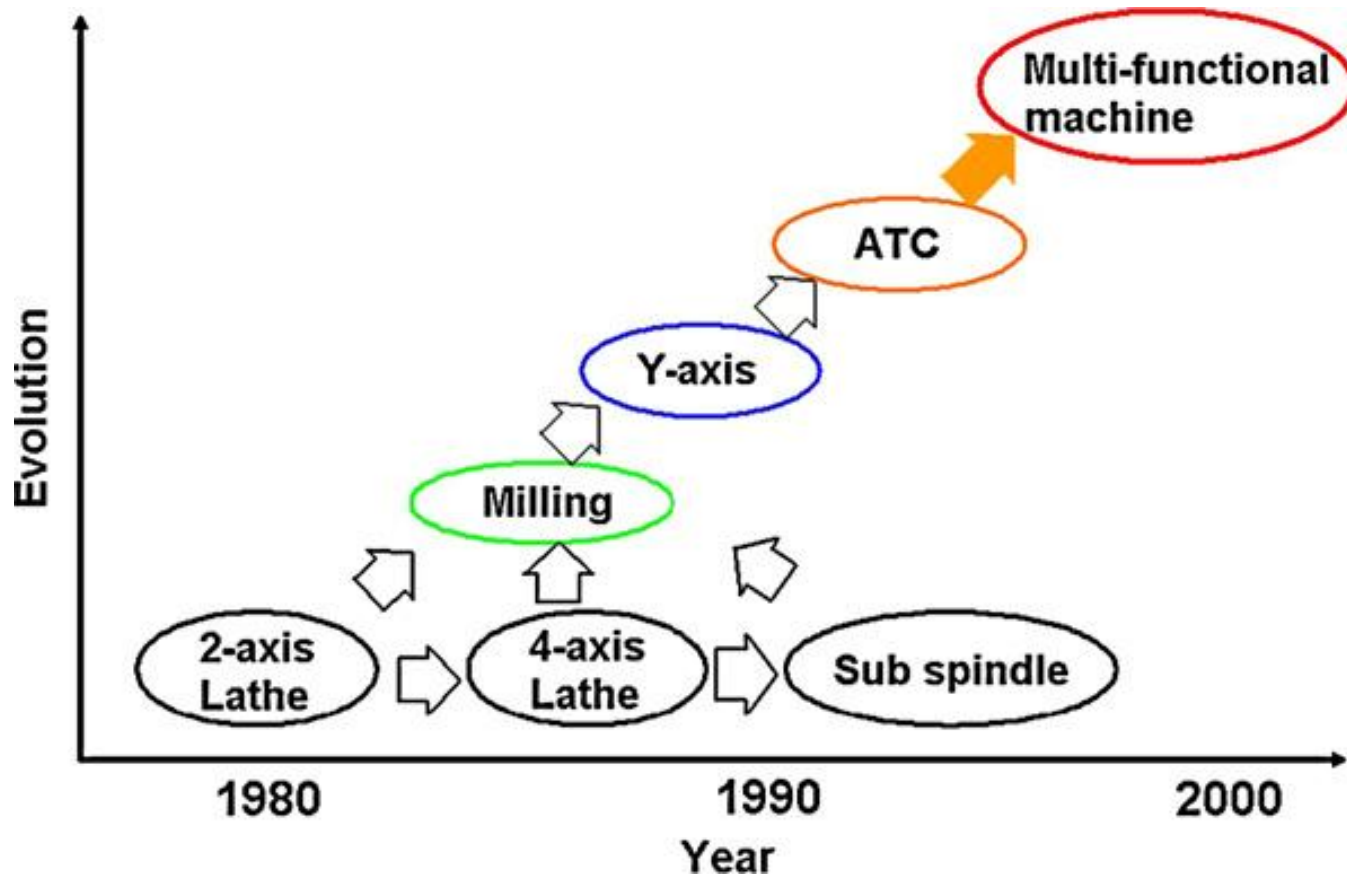 Multi-functional
machine
ATC
Y-axis
Milling
2-axis
Lathe
4-axis
Lathe
Sub spindle
Evolution
1980
1990
2000
Year